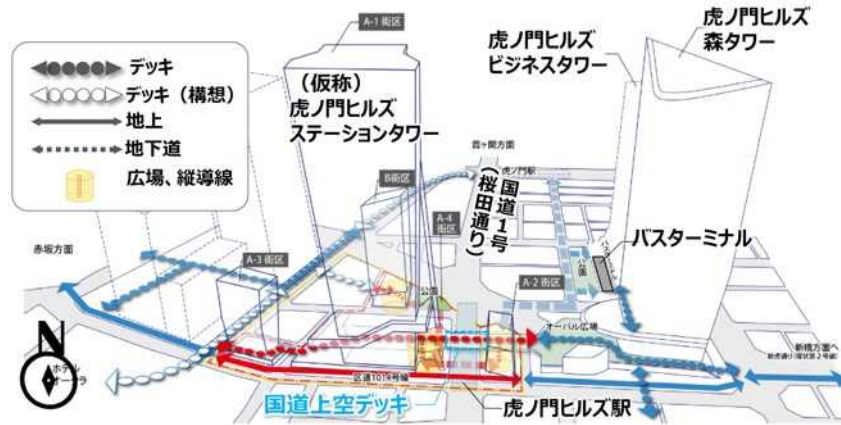 デッキ
デッキ（構想）
地上
地下道
広場、縦導線
A-1 街区
（仮称）
虎ノ門ヒルズ
ステーションタワー
虎ノ門ヒルズ
ビジネスタワー
虎ノ門ヒルズ
森タワー
霞ヶ関方面
虎ノ門駅
国道1号
（桜田通り）
B街区
A-4
街区
バスターミナル
公園
赤坂方面
A-3 街区
公園
A-2 街区
オーバル広場
新橋方面へ
N
ホテル
オークラ
区道1014号線
国道上空デッキ
虎ノ門ヒルズ駅